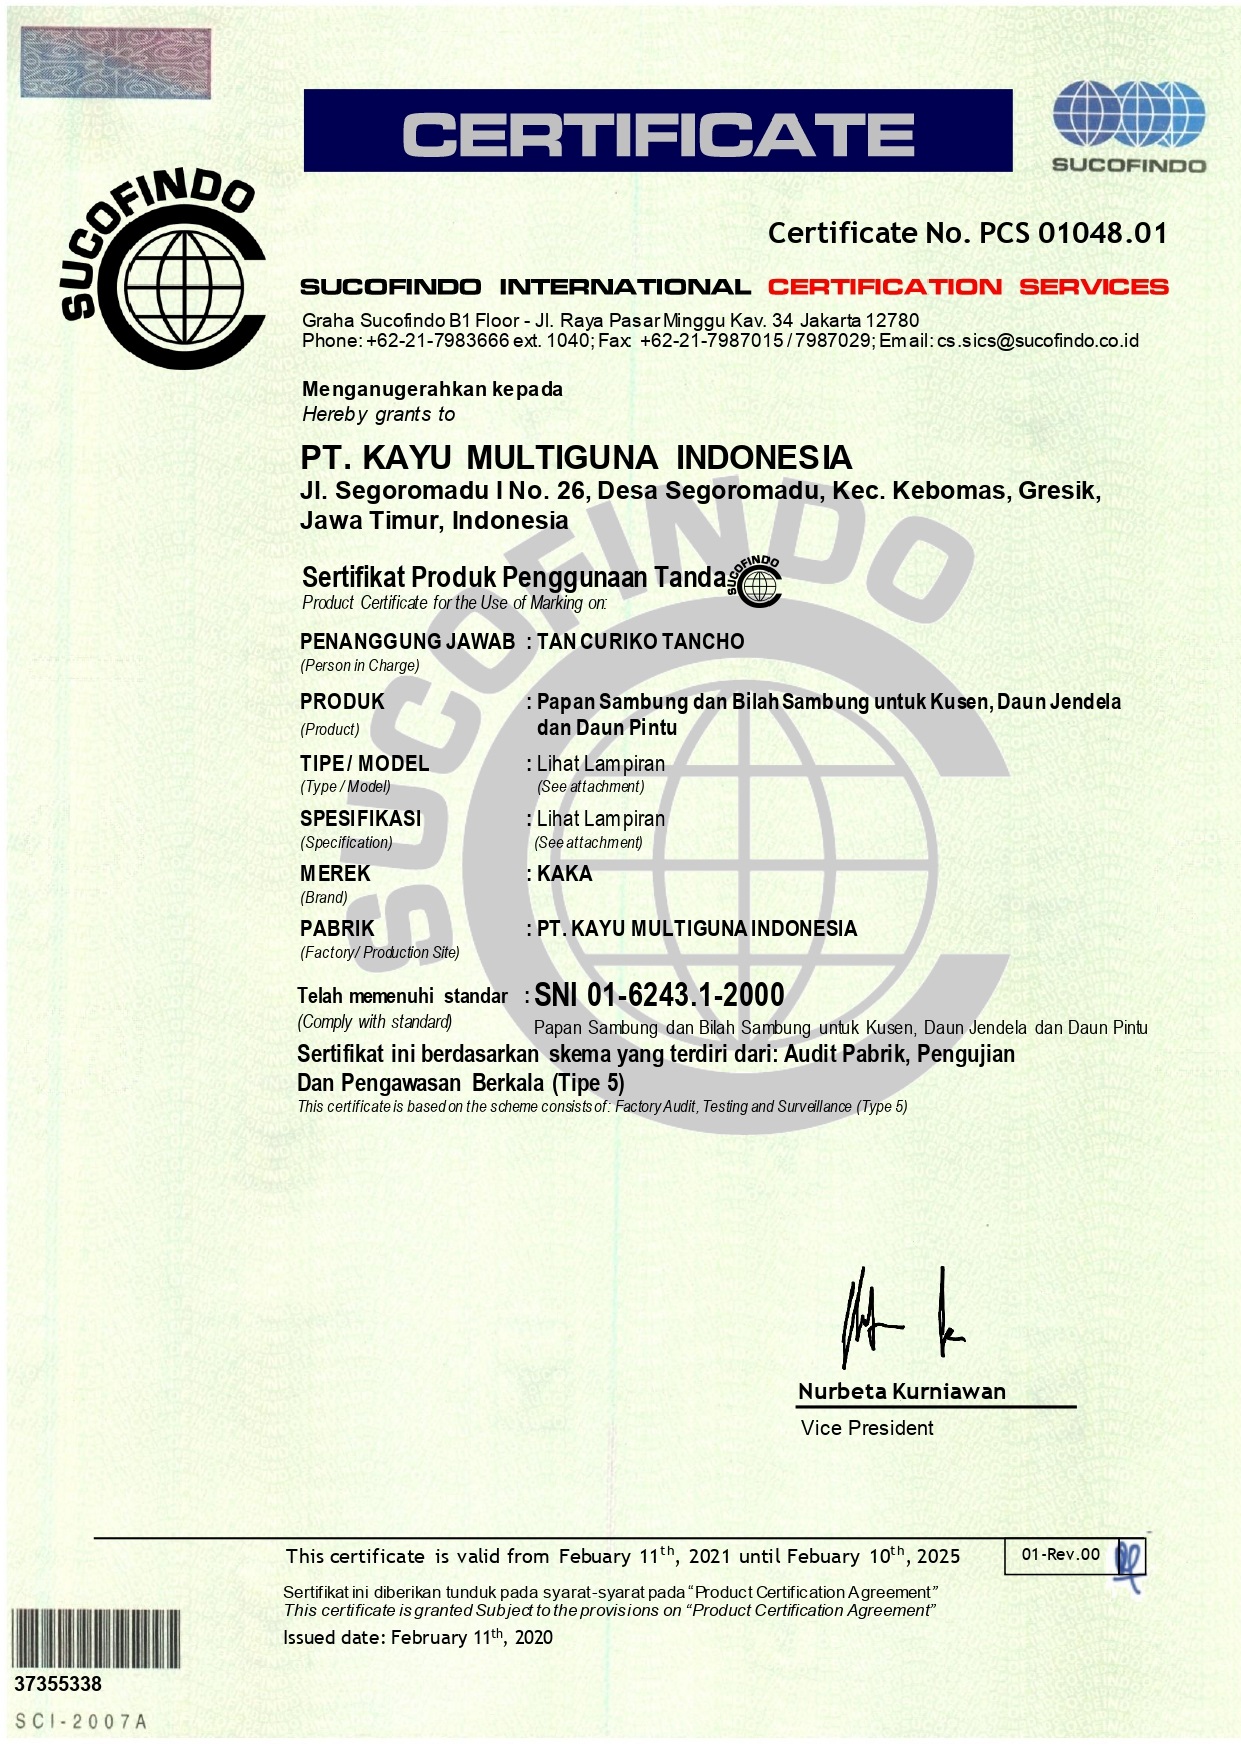 CERTIFICATE
SUCOFINDO
SUCOFINDO
Certificate No. PCS 01048.01
SUCOFINDO INTERNATIONAL CERTIFICATION SERVICES
Graha Sucofindo B1 Floor - Jl. Raya Pasar Minggu Kav. 34 Jakarta 12780
Phone: +62-21-7983666 ext. 1040; Fax: +62-21-7987015 / 7987029; Email: cs.sics@sucofindo.co.id
Menganugerahkan kepada
Hereby grants to
PT. KAYU MULTIGUNA INDONESIA
Jl. Segoromadu I No. 26, Desa Segoromadu, Kec. Kebomas, Gresik,
Jawa Timur, Indonesia
SUCOFINDO
Sertifikat Produk Penggunaan Tanda SUCOFINDO
Product Certificate for the Use of Marking on:
PENANGGUNG JAWAB : TAN CURIKO TANCHO
(Person in Charge)
PRODUK : Papan Sambung dan Bilah Sambung untuk Kusen, Daun Jendela
(Product) dan Daun Pintu
TIPE / MODEL : Lihat Lampiran
(Type / Model) (See attachment)
SPESIFIKASI : Lihat Lampiran
(Specification) (See attachment)
MEREK : KAKA
(Brand)
PABRIK : PT. KAYU MULTIGUNA INDONESIA
(Factory/ Production Site)
Telah memenuhi standar : SNI 01-6243.1-2000
(Comply with standard) Papan Sambung dan Bilah Sambung untuk Kusen, Daun Jendela dan Daun Pintu
Sertifikat ini berdasarkan skema yang terdiri dari: Audit Pabrik, Pengujian
Dan Pengawasan Berkala (Tipe 5)
This certificate is based on the scheme consists of: Factory Audit, Testing and Surveillance (Type 5)
Nurbeta Kurniawan
Vice President
This certificate is valid from Febuary 11th, 2021 until Febuary 10th, 2025
01-Rev.00
Sertifikat ini diberikan tunduk pada syarat-syarat pada "Product Certification Agreement"
This certificate is granted Subject to the provisions on "Product Certification Agreement"
Issued date: February 11th, 2020
37355338
SCI-2007A